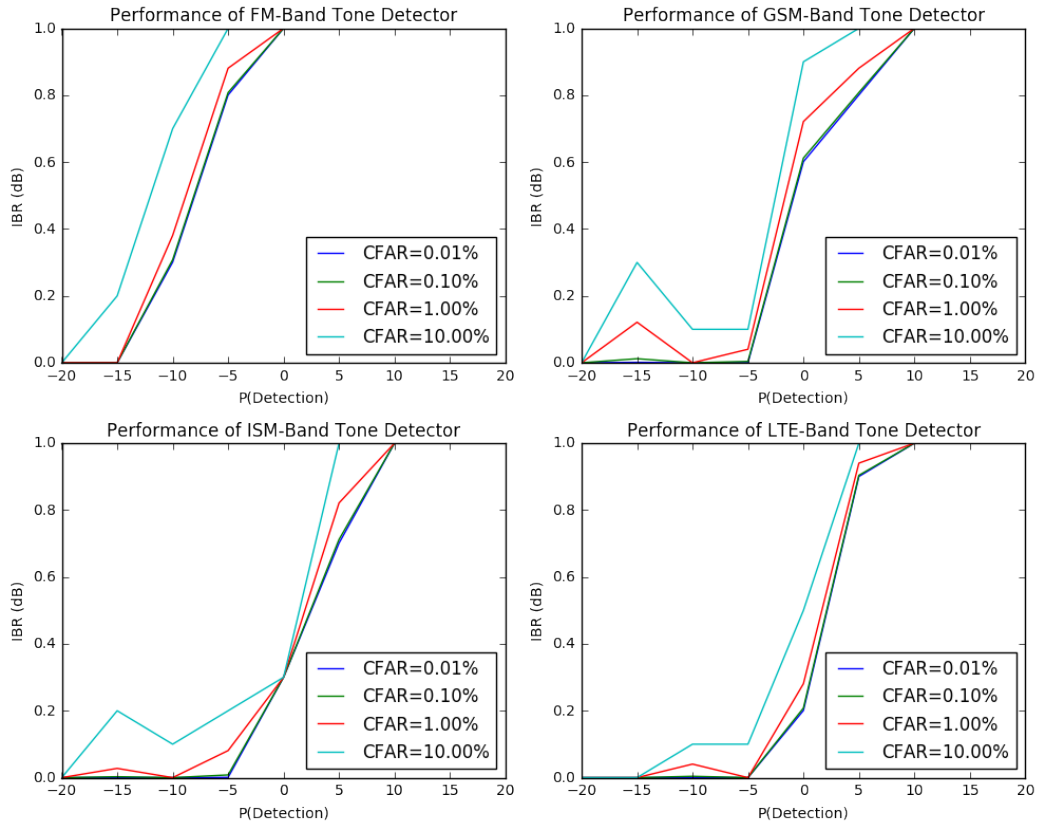 Performance of FM-Band Tone Detector
1.0
0.8
0.6
0.4
0.2
0.0
IBR (dB)
CFAR=0.01%
CFAR=0.10%
CFAR=1.00%
CFAR=10.00%
−20 −15 −10 −5 0 5 10 15 20
P(Detection)
Performance of GSM-Band Tone Detector
1.0
0.8
0.6
0.4
0.2
0.0
IBR (dB)
CFAR=0.01%
CFAR=0.10%
CFAR=1.00%
CFAR=10.00%
−20 −15 −10 −5 0 5 10 15 20
P(Detection)
Performance of ISM-Band Tone Detector
1.0
0.8
0.6
0.4
0.2
0.0
IBR (dB)
CFAR=0.01%
CFAR=0.10%
CFAR=1.00%
CFAR=10.00%
−20 −15 −10 −5 0 5 10 15 20
P(Detection)
Performance of LTE-Band Tone Detector
1.0
0.8
0.6
0.4
0.2
0.0
IBR (dB)
CFAR=0.01%
CFAR=0.10%
CFAR=1.00%
CFAR=10.00%
−20 −15 −10 −5 0 5 10 15 20
P(Detection)